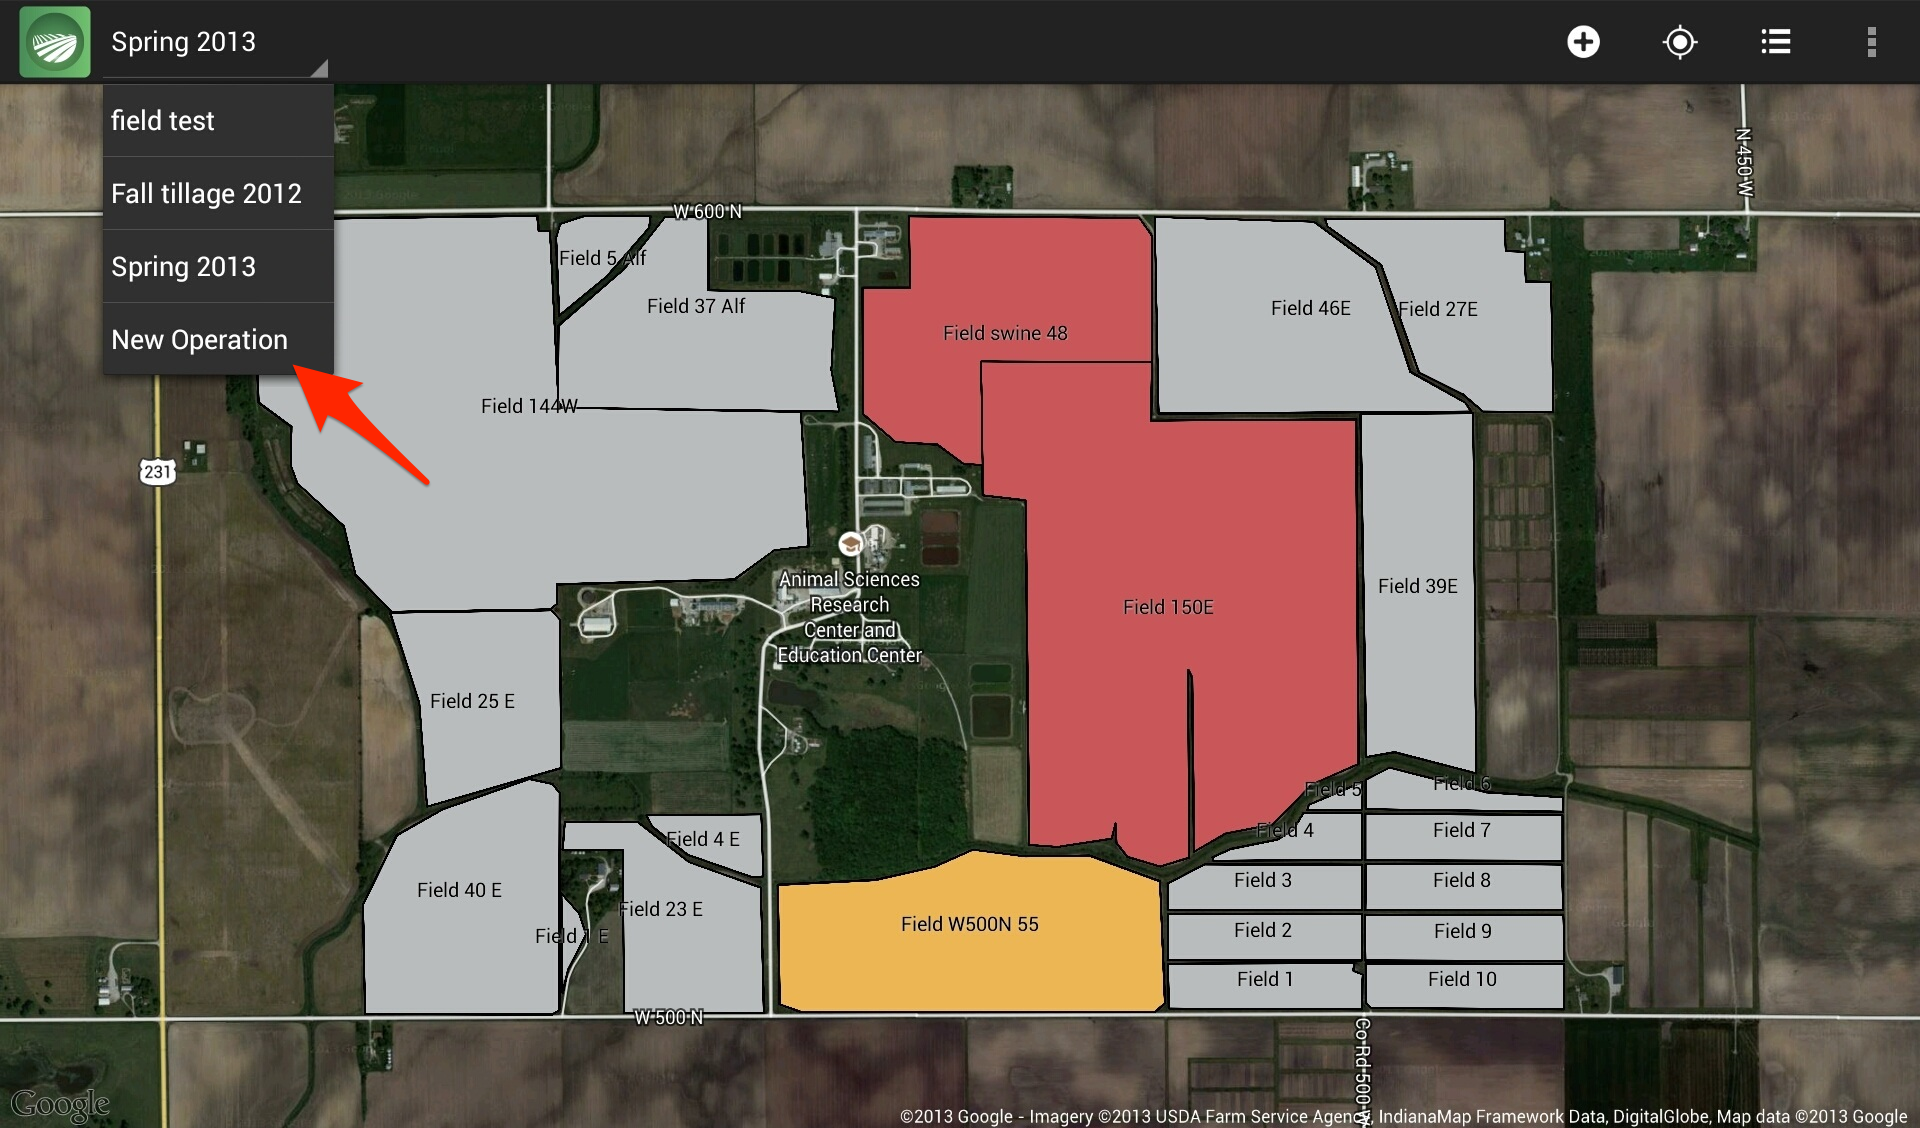 Spring 2013
field test
Fall tillage 2012
Spring 2013
New Operation
W 600 N
N 450 W
Field 5 Alf
Field 37 Alf
Field swine 48
Field 46E
Field 27E
Field 144W
231
Animal Sciences
Research
Center and
Education Center
Field 150E
Field 39E
Field 25 E
Field 5
Field 6
Field 4
Field 7
Field 4 E
Field 3
Field 8
Field 40 E
Field 23 E
Field 1 E
Field W500N 55
Field 2
Field 9
Field 1
Field 10
W 500 N
Co Rd 500 W
Google
©2013 Google - Imagery ©2013 USDA Farm Service Agency, IndianaMap Framework Data, DigitalGlobe, Map data ©2013 Google